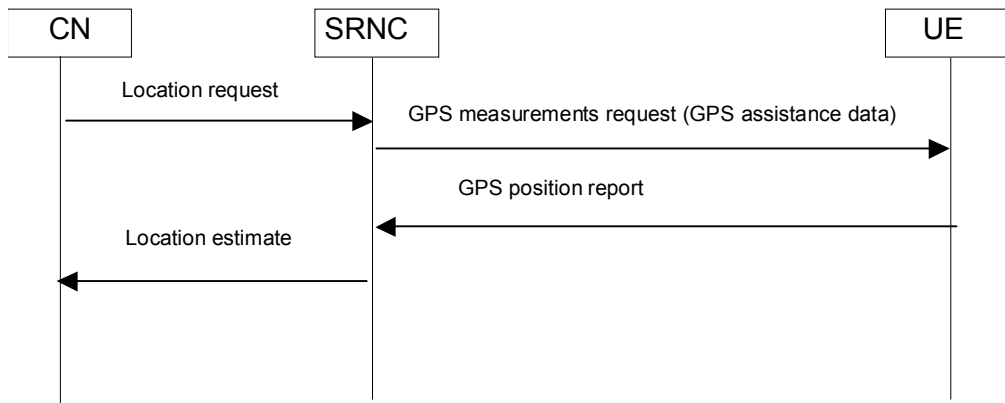 CN
SRNC
UE
Location request
GPS measurements request (GPS assistance data)
GPS position report
Location estimate